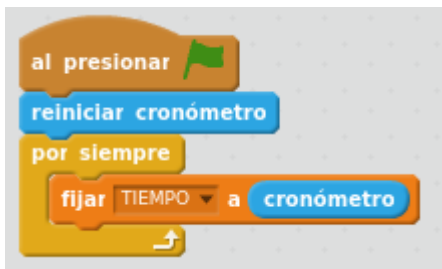 al presionar
reiniciar cronómetro
por siempre
fijar TIEMPO a cronómetro